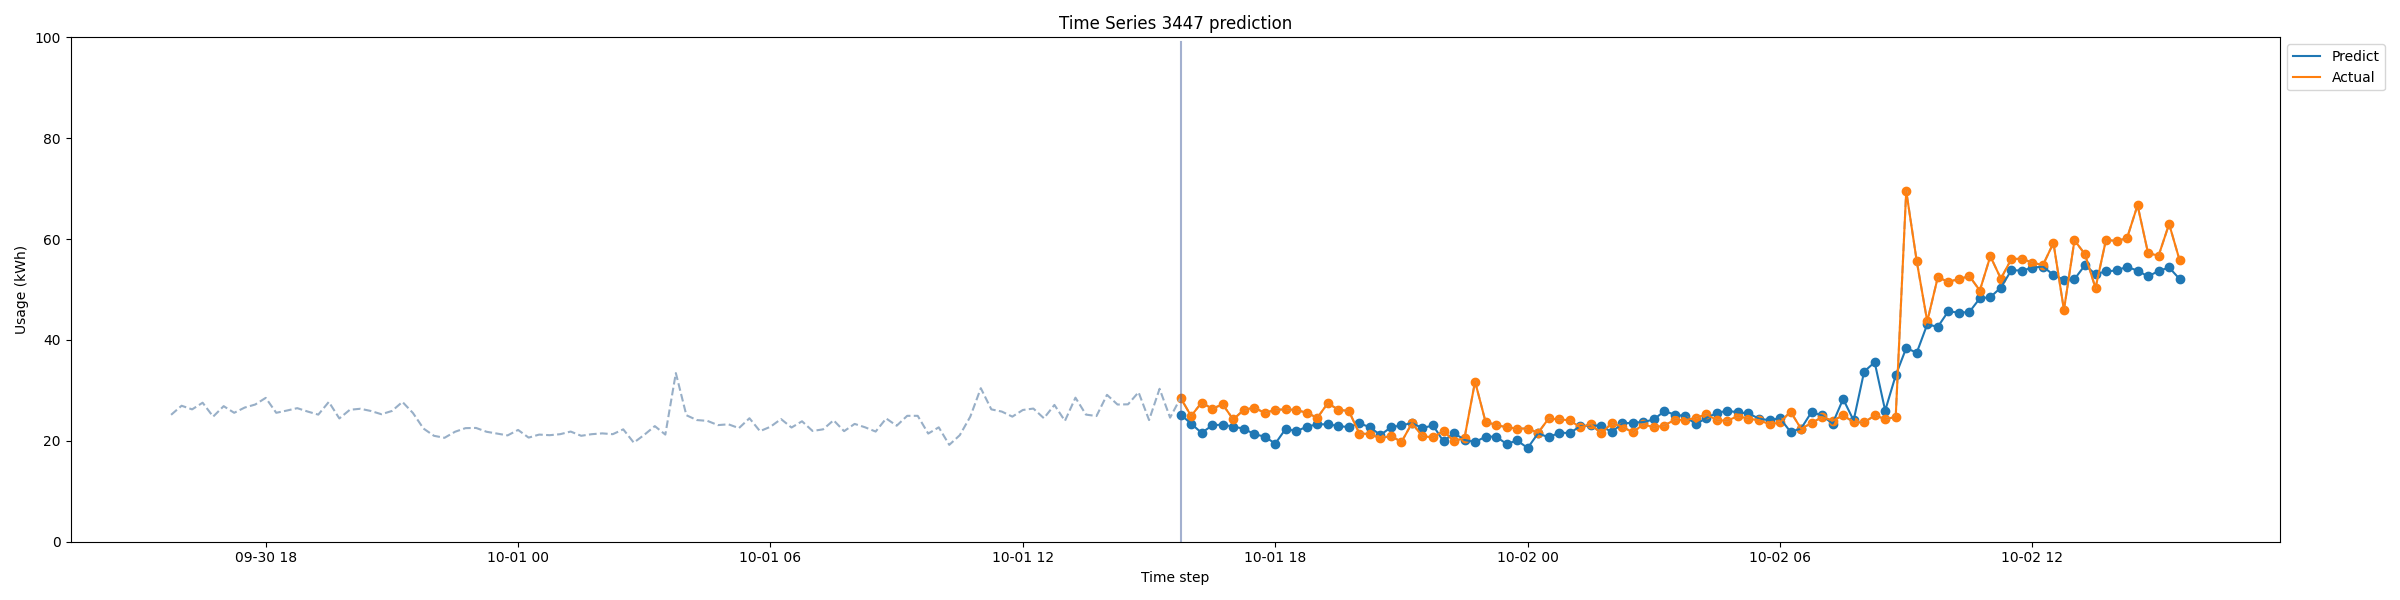 Time Series 3447 prediction
Predict
Actual
Usage (kWh)
100
80
60
40
20
0
09-30 18
10-01 00
10-01 06
10-01 12
10-01 18
10-02 00
10-02 06
10-02 12
Time step